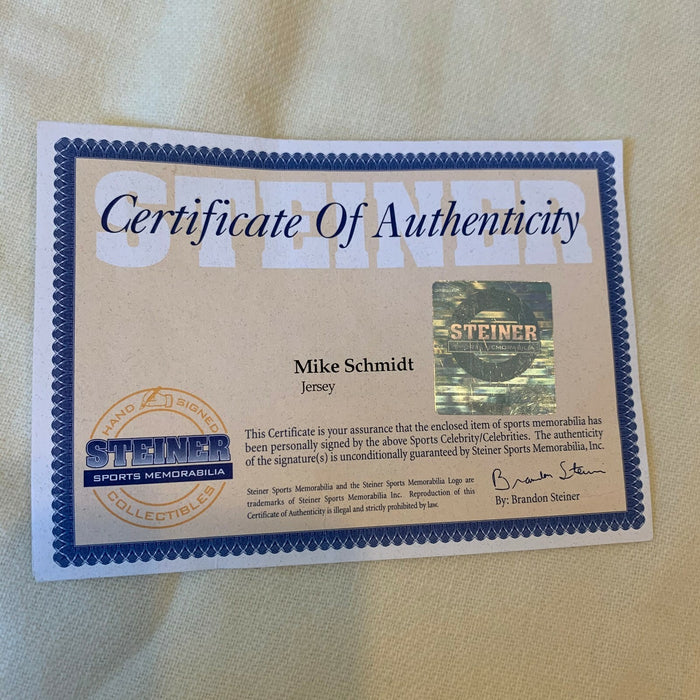 STEINER
Certificate Of Authenticity
STEINER
SPORTS MEMORABILIA
Mike Schmidt
Jersey
HAND SIGNED
STEINER
SPORTS MEMORABILIA
COLLECTIBLES
This Certificate is your assurance that the enclosed item of sports memorabilia has
been personally signed by the above Sports Celebrity/Celebrities. The authenticity
of the signature(s) is unconditionally guaranteed by Steiner Sports Memorabilia, Inc.
Steiner Sports Memorabilia and the Steiner Sports Memorabilia Logo are
trademarks of Steiner Sports Memorabilia Inc. Reproduction of this
Certificate of Authenticity is illegal and strictly prohibited by law.
Brandon Steiner
By: Brandon Steiner